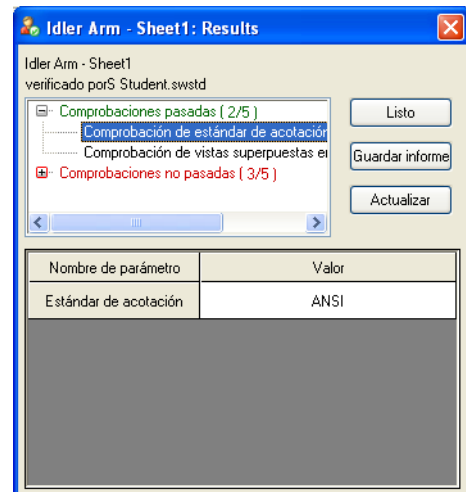 Idler Arm - Sheet1: Results
Idler Arm - Sheet1
verificado porS Student.swstd
Comprobaciones pasadas ( 2/5 )
Comprobación de estándar de acotación
Comprobación de vistas superpuestas en
Comprobaciones no pasadas ( 3/5 )
Listo
Guardar informe
Actualizar
Nombre de parámetro Valor
Estándar de acotación ANSI